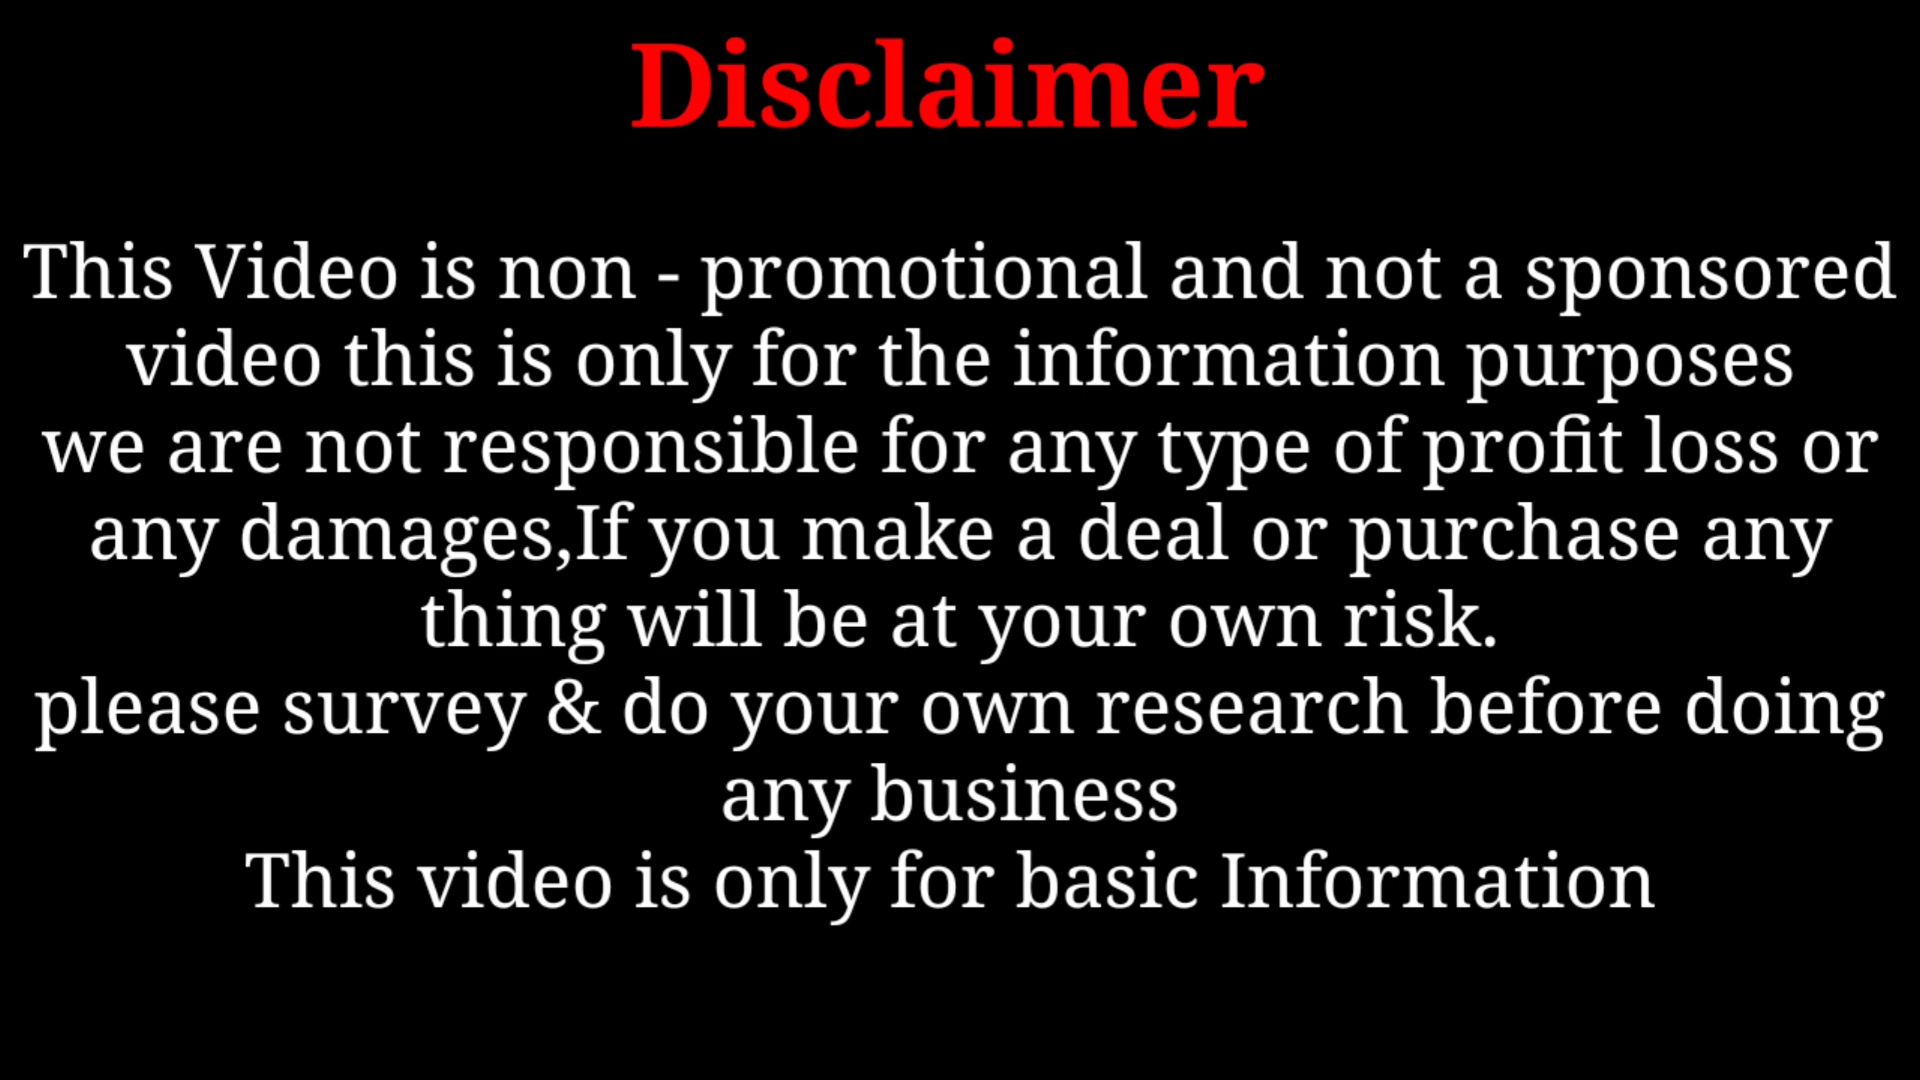 Disclaimer
This Video is non - promotional and not a sponsored
video this is only for the information purposes
we are not responsible for any type of profit loss or
any damages,If you make a deal or purchase any
thing will be at your own risk.
please survey & do your own research before doing
any business
This video is only for basic Information